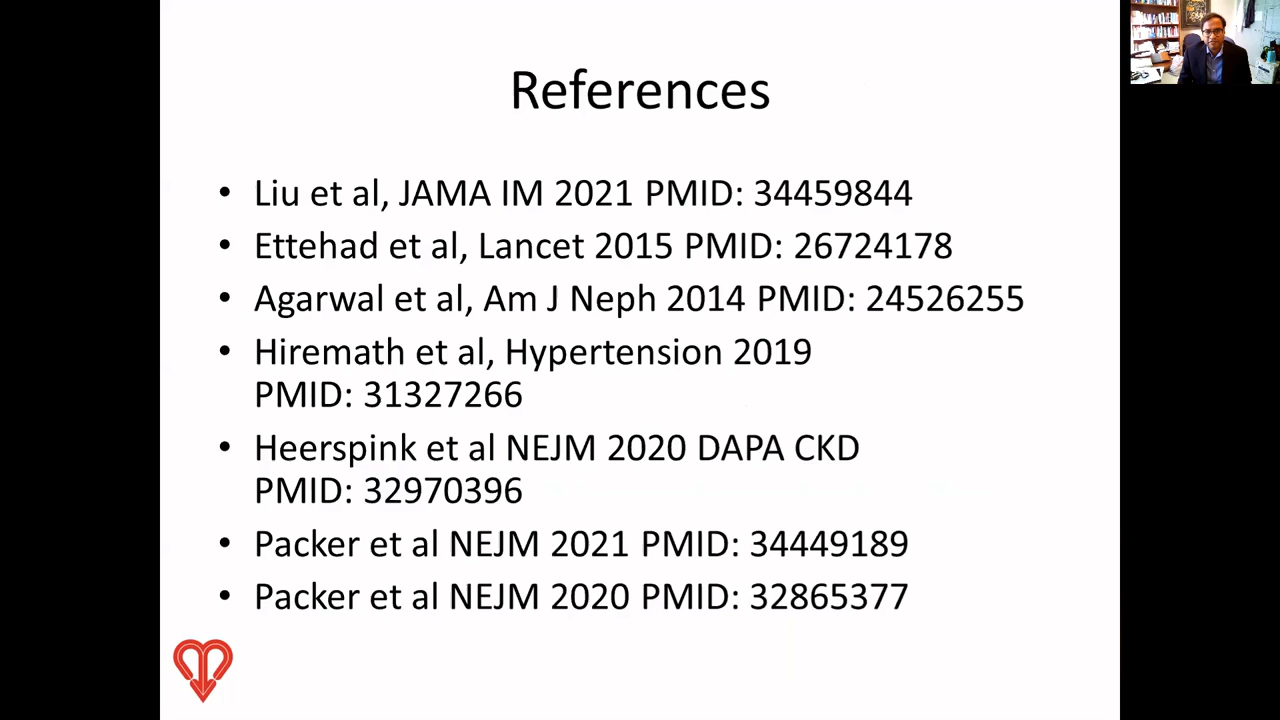 References
• Liu et al, JAMA IM 2021 PMID: 34459844
• Ettehad et al, Lancet 2015 PMID: 26724178
• Agarwal et al, Am J Neph 2014 PMID: 24526255
• Hiremath et al, Hypertension 2019
PMID: 31327266
• Heerspink et al NEJM 2020 DAPA CKD
PMID: 32970396
• Packer et al NEJM 2021 PMID: 34449189
• Packer et al NEJM 2020 PMID: 32865377